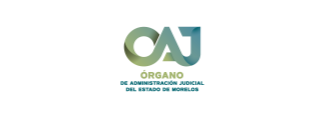 OAJ
ÓRGANO
DE ADMINISTRACIÓN JUDICIAL
DEL ESTADO DE MORELOS